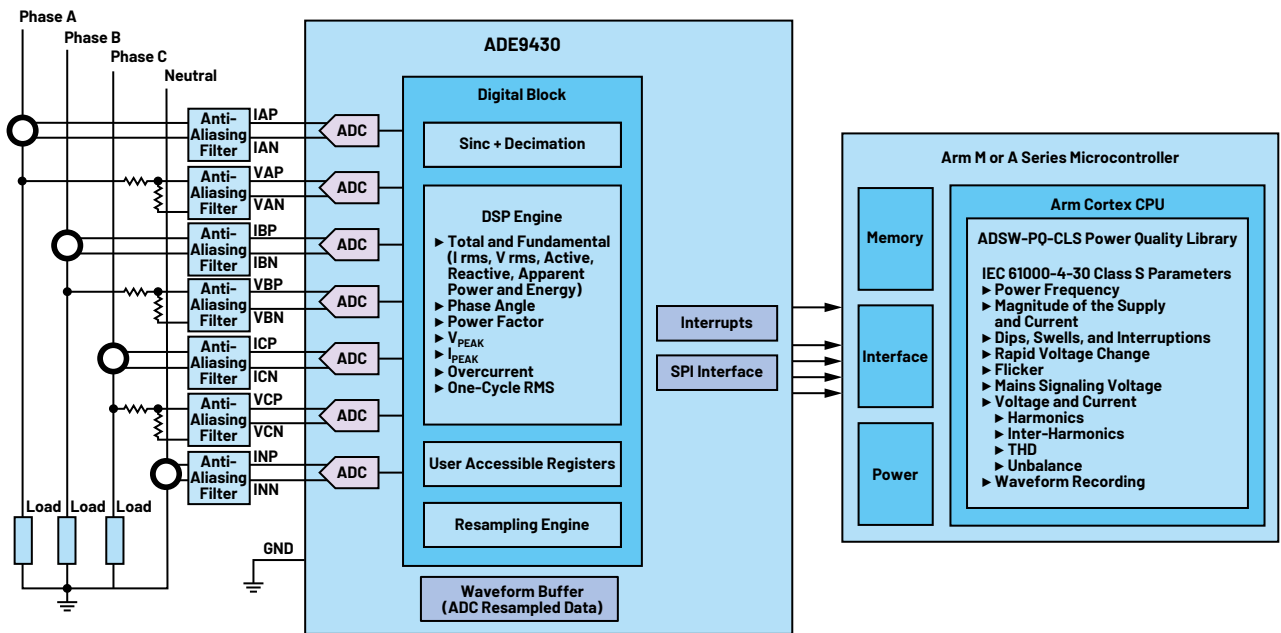 Phase A
Phase B
Phase C
Neutral
Anti-
Aliasing
Filter
IAP
IAN
ADC
Anti-
Aliasing
Filter
VAP
VAN
ADC
Anti-
Aliasing
Filter
IBP
IBN
ADC
Anti-
Aliasing
Filter
VBP
VBN
ADC
Anti-
Aliasing
Filter
ICP
ICN
ADC
Anti-
Aliasing
Filter
VCP
VCN
ADC
Anti-
Aliasing
Filter
INP
INN
ADC
Load
Load
Load
GND
ADE9430
Digital Block
Sinc + Decimation
DSP Engine
► Total and Fundamental
(I rms, V rms, Active,
Reactive, Apparent
Power and Energy)
► Phase Angle
► Power Factor
► VPEAK
► IPEAK
► Overcurrent
► One-Cycle RMS
User Accessible Registers
Resampling Engine
Waveform Buffer
(ADC Resampled Data)
Interrupts
SPI Interface
Arm M or A Series Microcontroller
Memory
Interface
Power
Arm Cortex CPU
ADSW-PQ-CLS Power Quality Library
IEC 61000-4-30 Class S Parameters
► Power Frequency
► Magnitude of the Supply
and Current
► Dips, Swells, and Interruptions
► Rapid Voltage Change
► Flicker
► Mains Signaling Voltage
► Voltage and Current
► Harmonics
► Inter-Harmonics
► THD
► Unbalance
► Waveform Recording